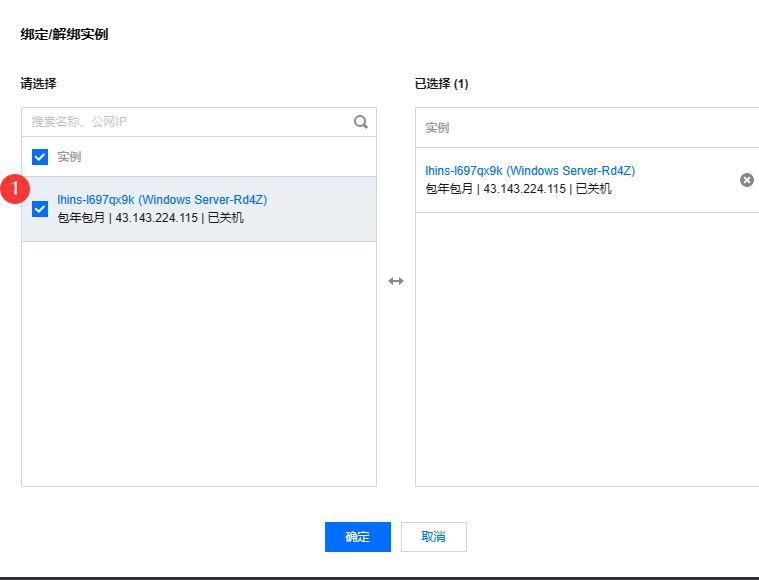 绑定/解绑实例
请选择
已选择 (1)
搜索名称、公网IP
实例
实例
1
lhins-l697qx9k (Windows Server-Rd4Z)
包年包月 | 43.143.224.115 | 已关机
lhins-l697qx9k (Windows Server-Rd4Z)
包年包月 | 43.143.224.115 | 已关机
确定
取消